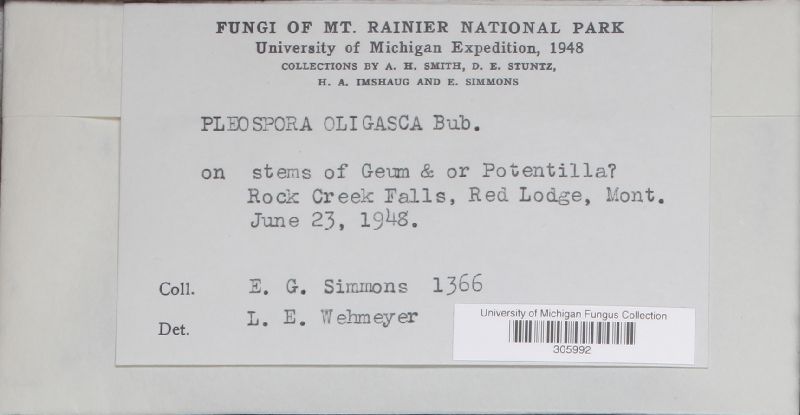 FUNGI OF MT. RAINIER NATIONAL PARK
University of Michigan Expedition, 1948
COLLECTIONS BY A. H. SMITH, D. E. STUNTZ,
H. A. IMSHAUG AND E. SIMMONS
PLEOSPORA OLIGASCA Bub.
on stems of Geum & or Potentilla?
Rock Creek Falls, Red Lodge, Mont.
June 23, 1948.
Coll. E. G. Simmons 1366
Det. L. E. Wehmeyer
University of Michigan Fungus Collection
305992